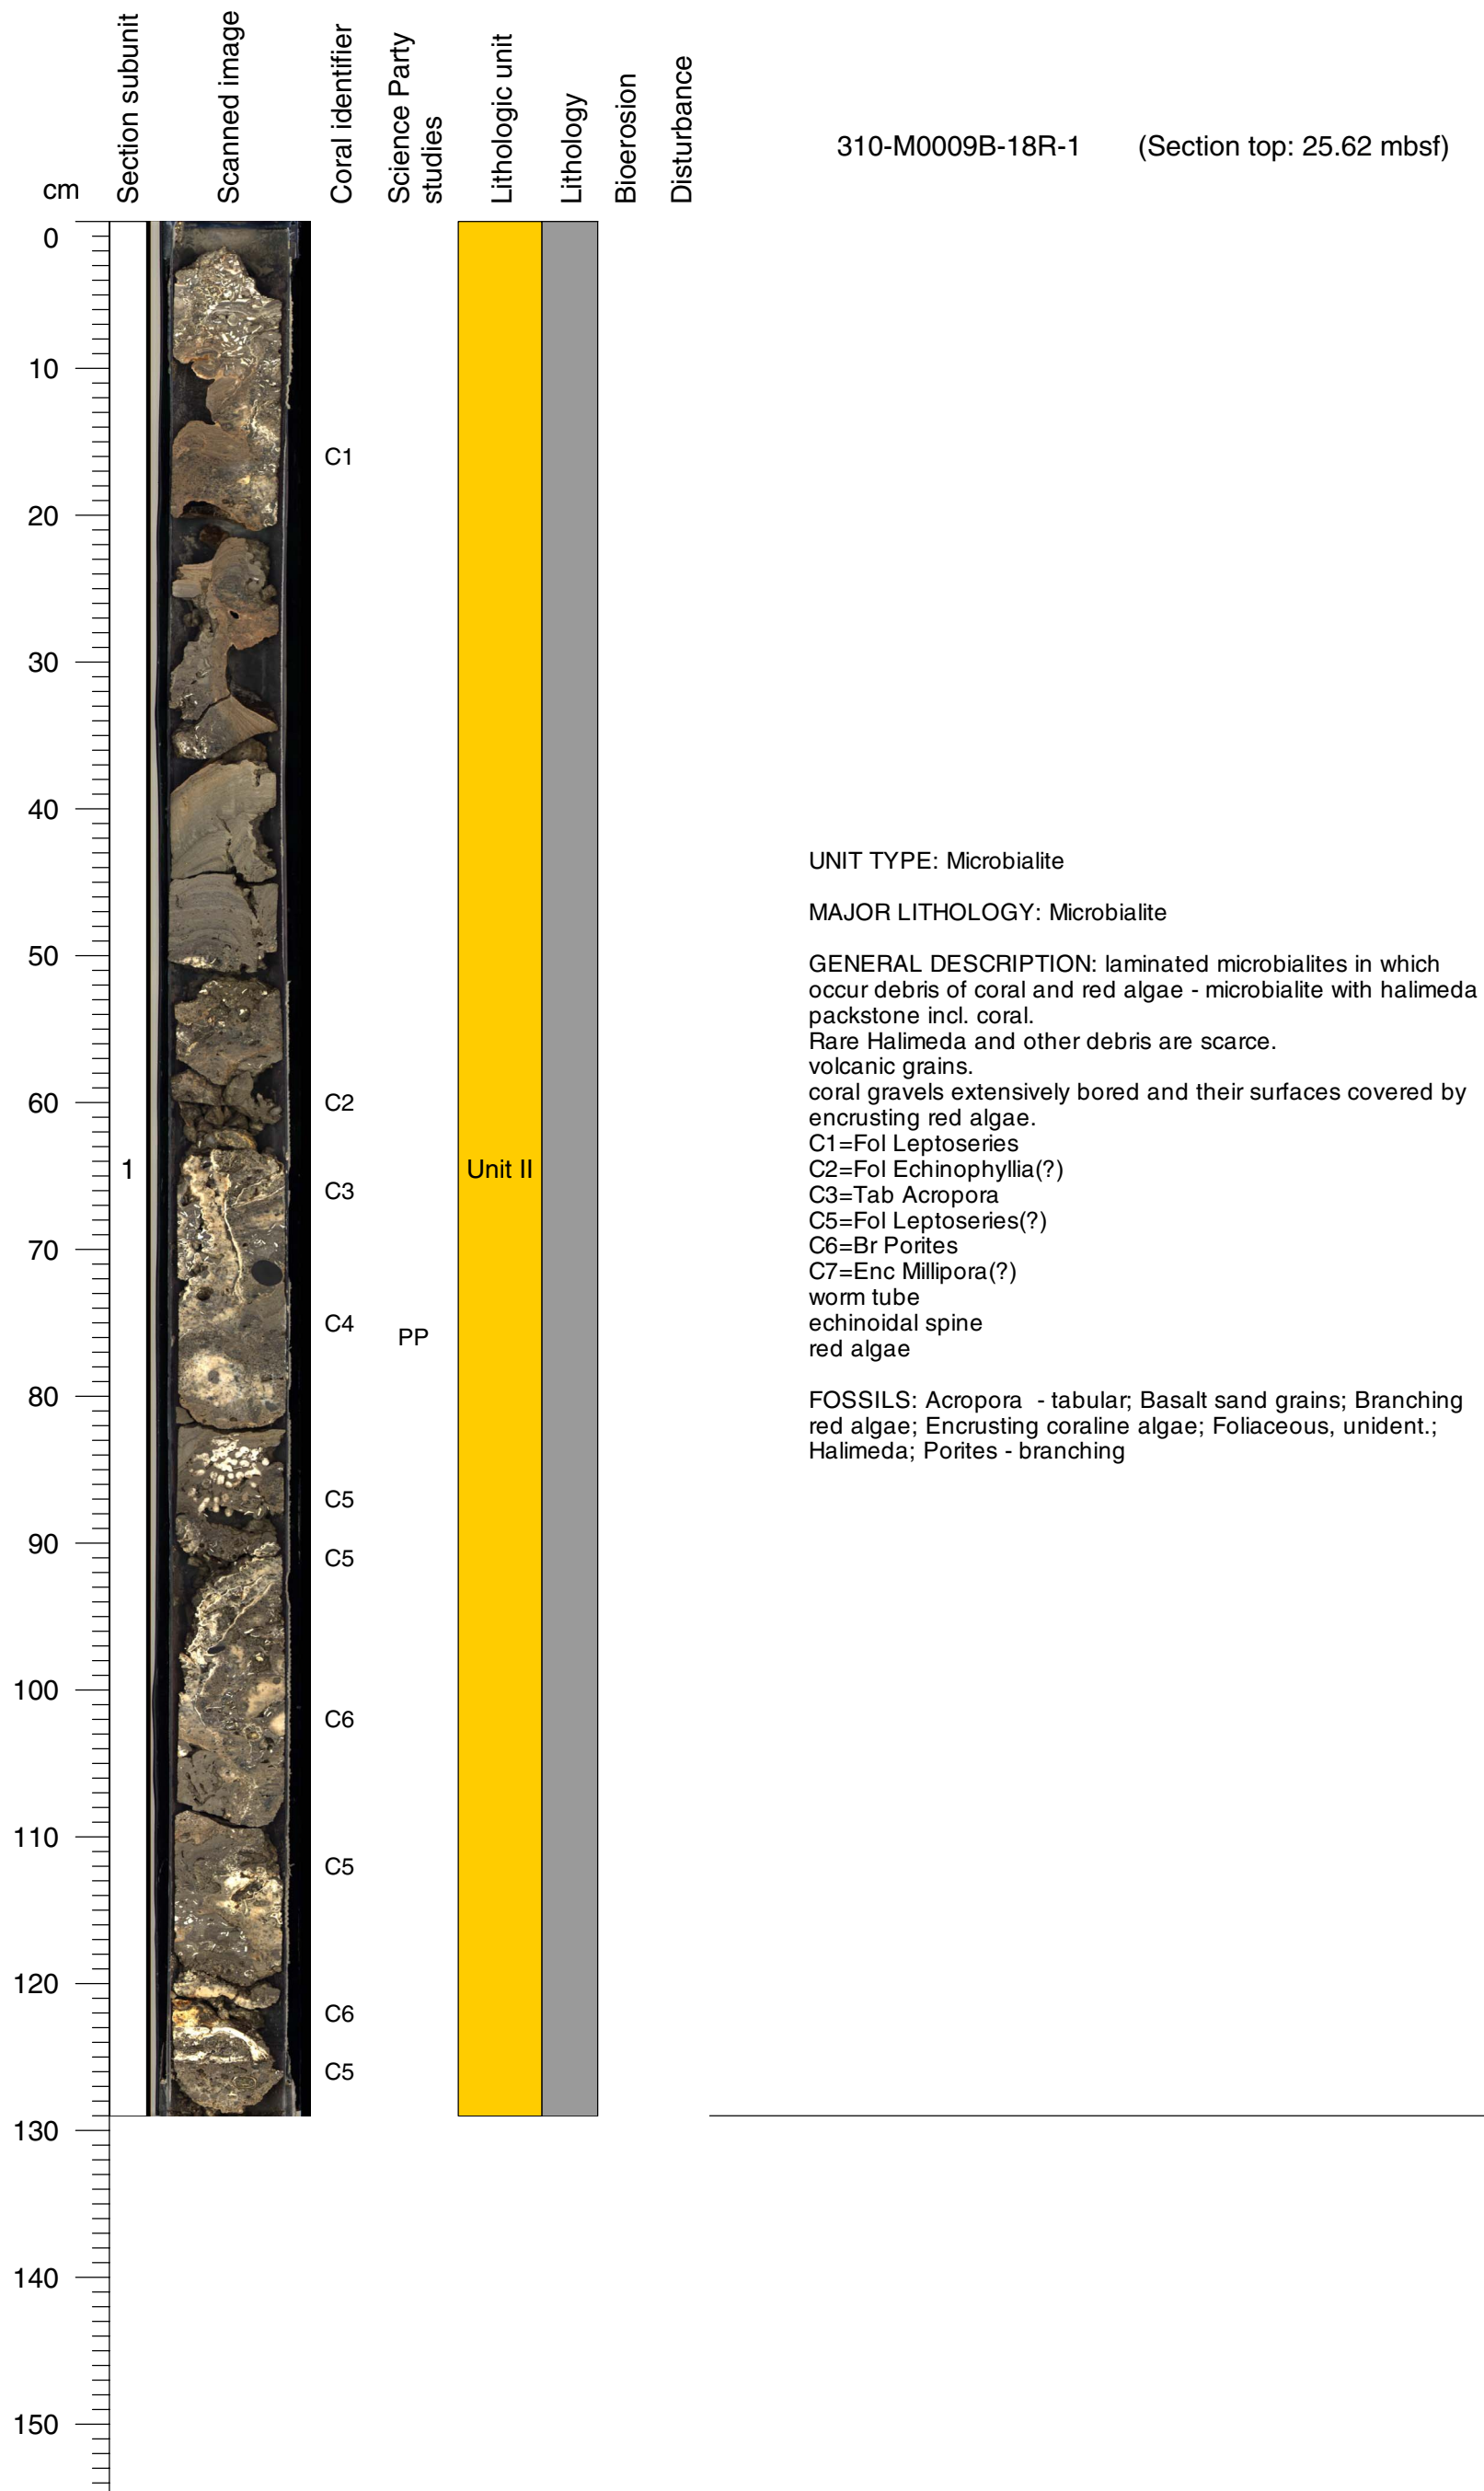 Section subunit
Scanned image
Coral identifier
Science Party
studies
Lithologic unit
Lithology
Bioerosion
Disturbance
310-M0009B-18R-1 (Section top: 25.62 mbsf)
cm
0
10
C1
20
30
40
50
60
C2
1
Unit II
C3
70
C4
PP
80
C5
90
C5
100
C6
110
C5
120
C6
C5
130
140
150
UNIT TYPE: Microbialite
MAJOR LITHOLOGY: Microbialite
GENERAL DESCRIPTION: laminated microbialites in which
occur debris of coral and red algae - microbialite with halimeda
packstone incl. coral.
Rare Halimeda and other debris are scarce.
volcanic grains.
coral gravels extensively bored and their surfaces covered by
encrusting red algae.
C1=Fol Leptoseries
C2=Fol Echinophyllia(?)
C3=Tab Acropora
C5=Fol Leptoseries(?)
C6=Br Porites
C7=Enc Millipora(?)
worm tube
echinoidal spine
red algae
FOSSILS: Acropora - tabular; Basalt sand grains; Branching
red algae; Encrusting coraline algae; Foliaceous, unident.;
Halimeda; Porites - branching